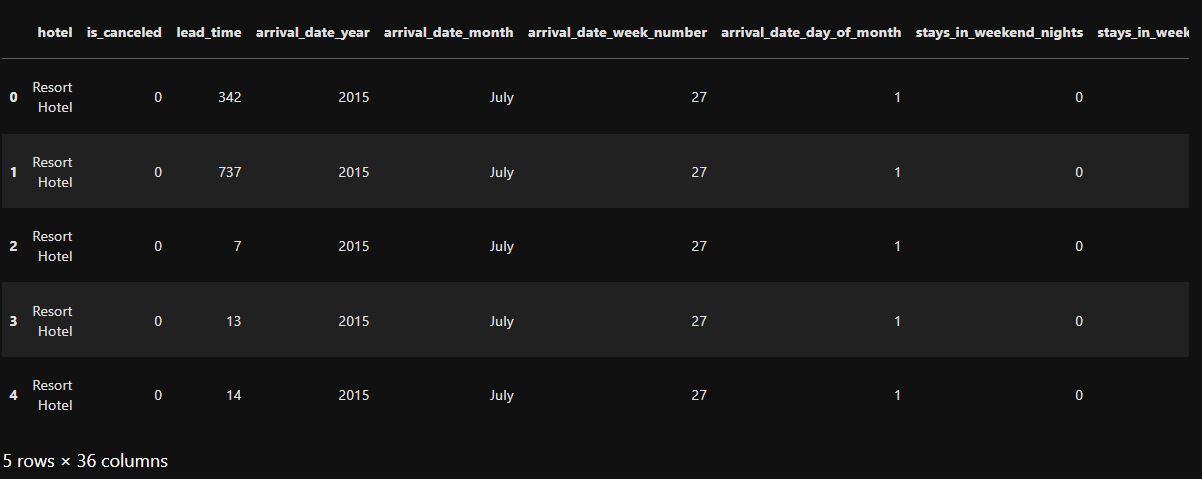 hotel is_canceled lead_time arrival_date_year arrival_date_month arrival_date_week_number arrival_date_day_of_month stays_in_weekend_nights stays_in_week
0 Resort Hotel 0 342 2015 July 27 1 0
1 Resort Hotel 0 737 2015 July 27 1 0
2 Resort Hotel 0 7 2015 July 27 1 0
3 Resort Hotel 0 13 2015 July 27 1 0
4 Resort Hotel 0 14 2015 July 27 1 0
5 rows × 36 columns